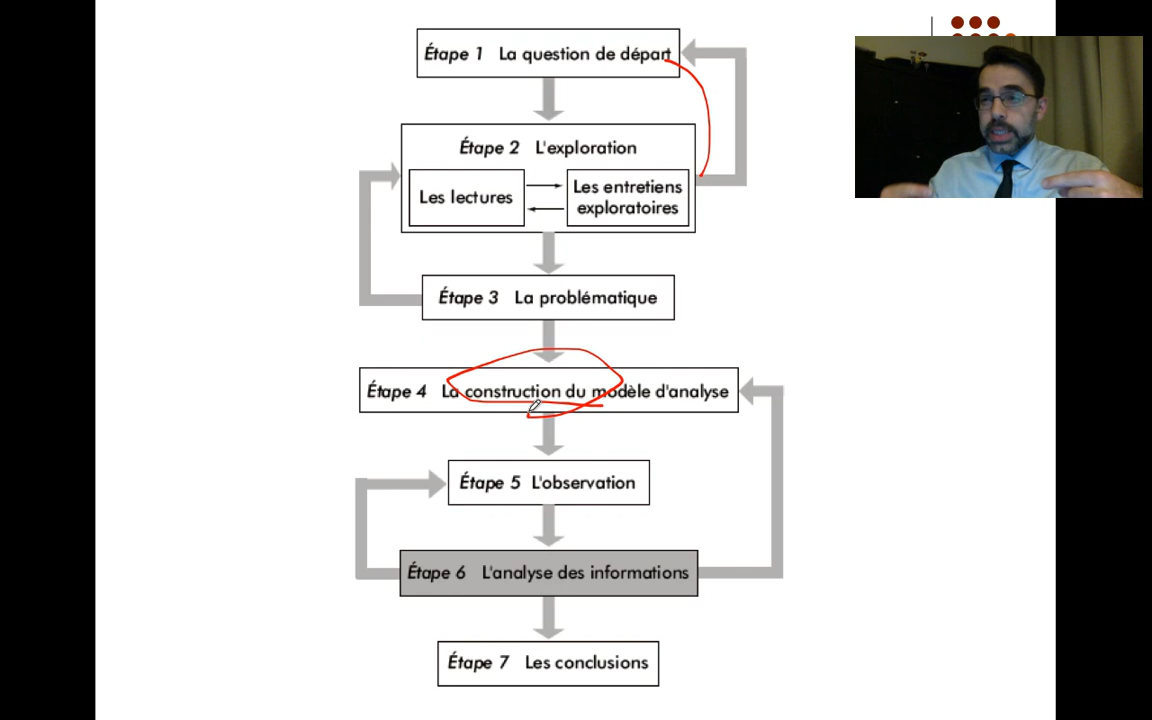 Étape 1 La question de départ
Étape 2 L'exploration
Les lectures
Les entretiens
exploratoires
Étape 3 La problématique
Étape 4 La construction du modèle d'analyse
Étape 5 L'observation
Étape 6 L'analyse des informations
Étape 7 Les conclusions